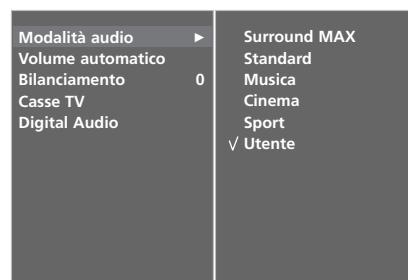 Modalità audio ►
Volume automatico
Bilanciamento 0
Casse TV
Digital Audio
Surround MAX
Standard
Musica
Cinema
Sport
√ Utente